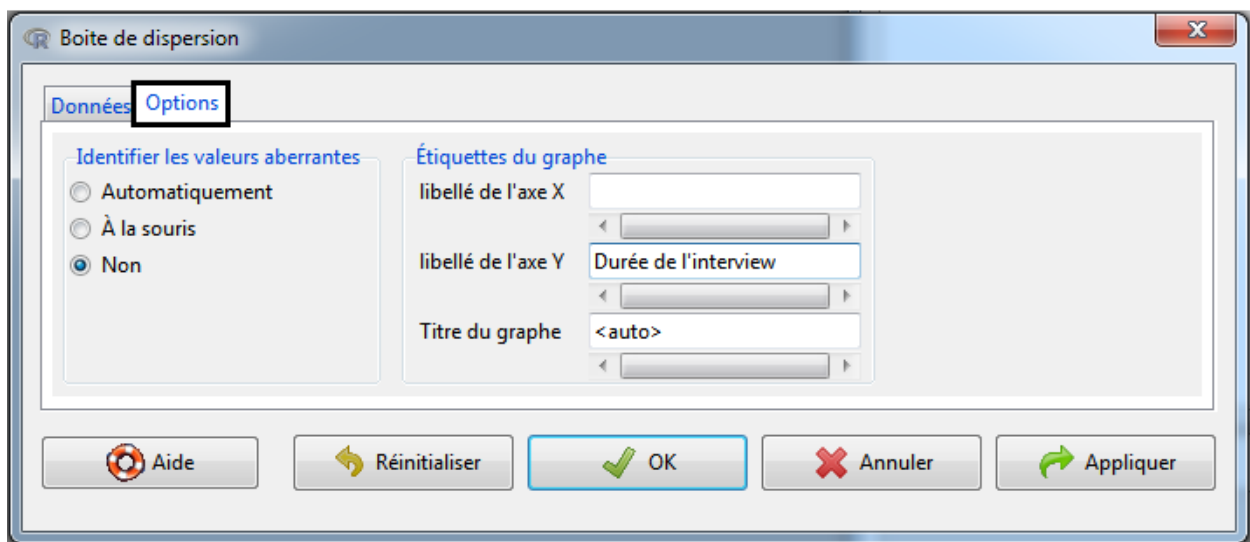 Boite de dispersion
Données Options
Identifier les valeurs aberrantes
Automatiquement
À la souris
Non
Étiquettes du graphe
libellé de l'axe X
libellé de l'axe Y Durée de l'interview
Titre du graphe <auto>
Aide Réinitialiser OK Annuler Appliquer